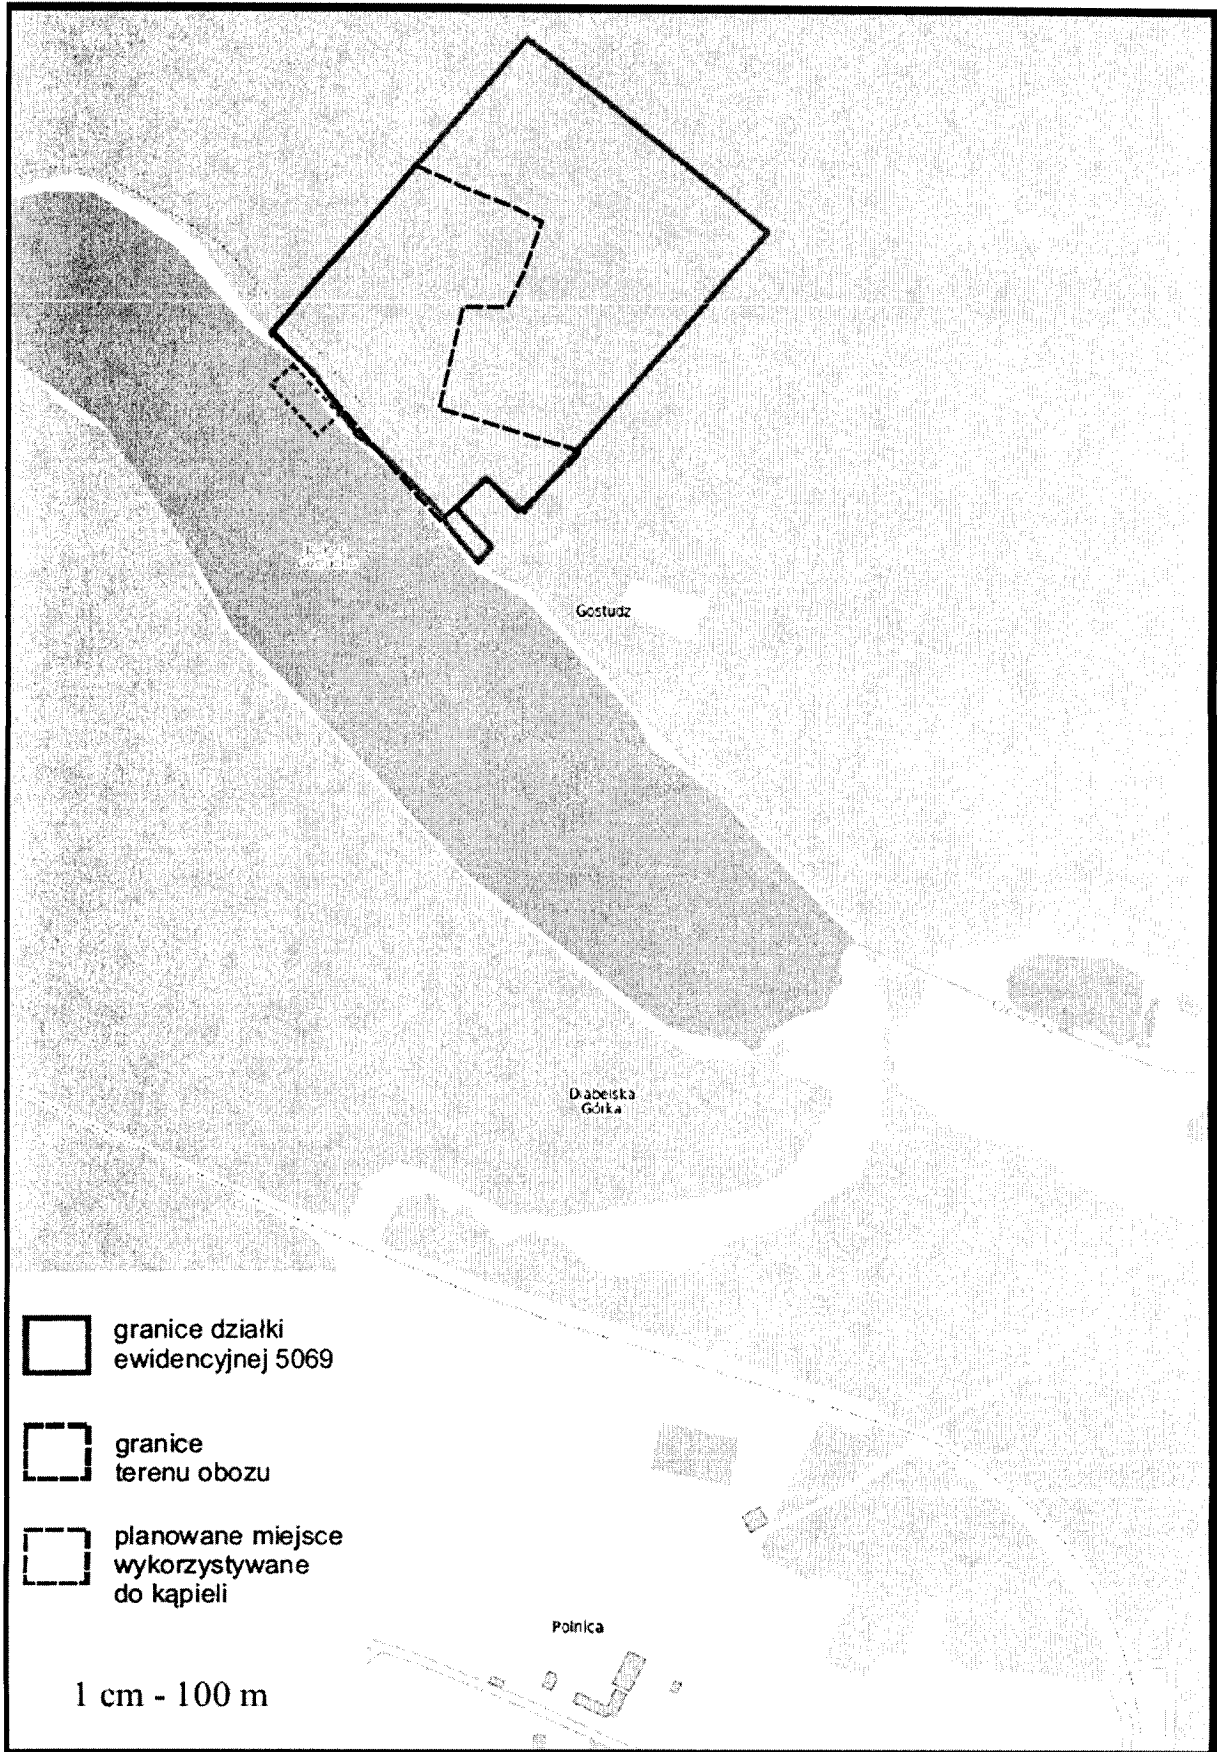 Gostudz
Diabelska
Górka
granice działki
ewidencyjnej 5069
granice
terenu obozu
planowane miejsce
wykorzystywane
do kąpieli
Polnica
1 cm - 100 m